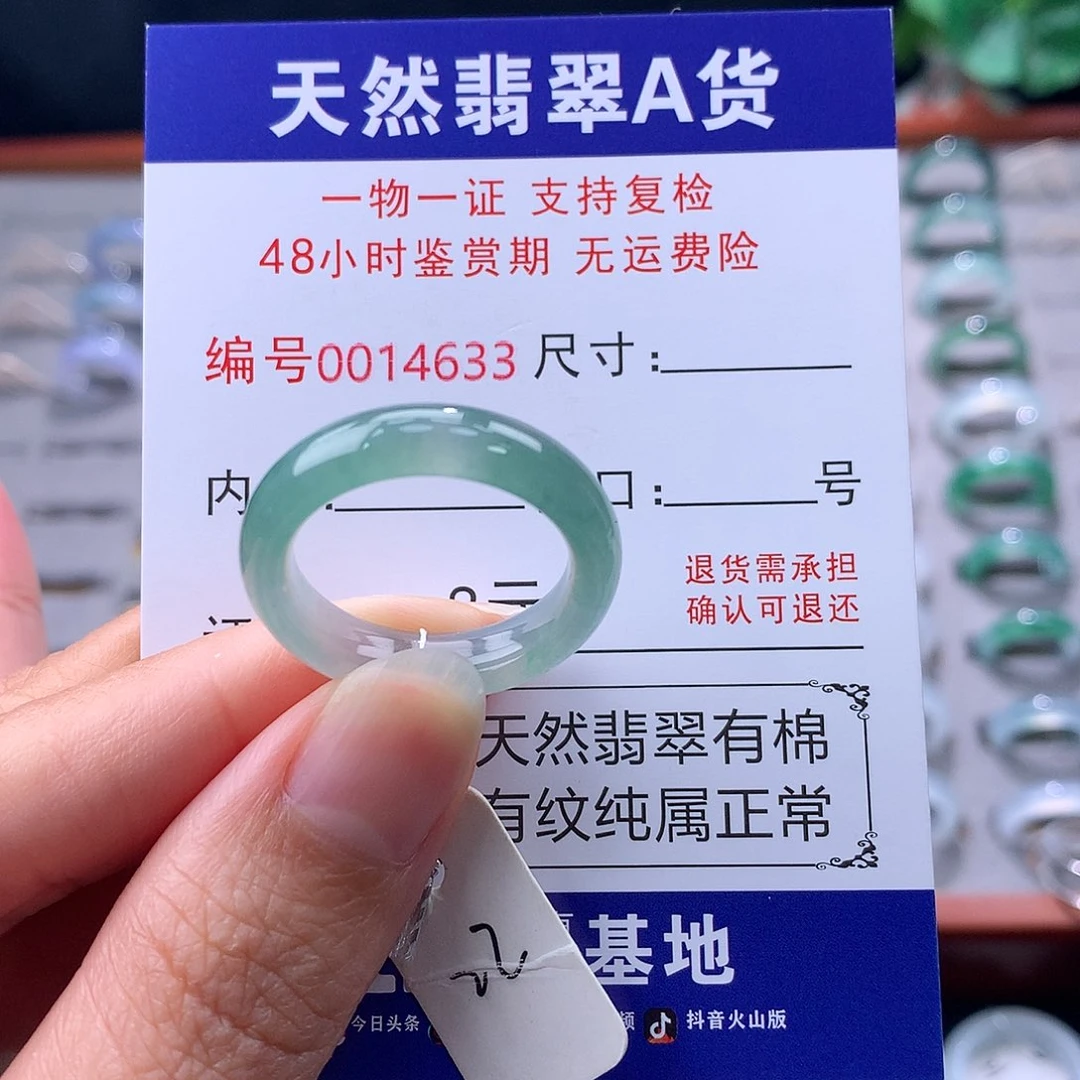 天然翡翠A货
一物一证 支持复检
48小时鉴赏期 无运费险
编号0014633 尺寸:
内 口: 号
元
退货需承担
确认可退还
天然翡翠有棉
有纹纯属正常
基地
今日头条 频 抖音火山版